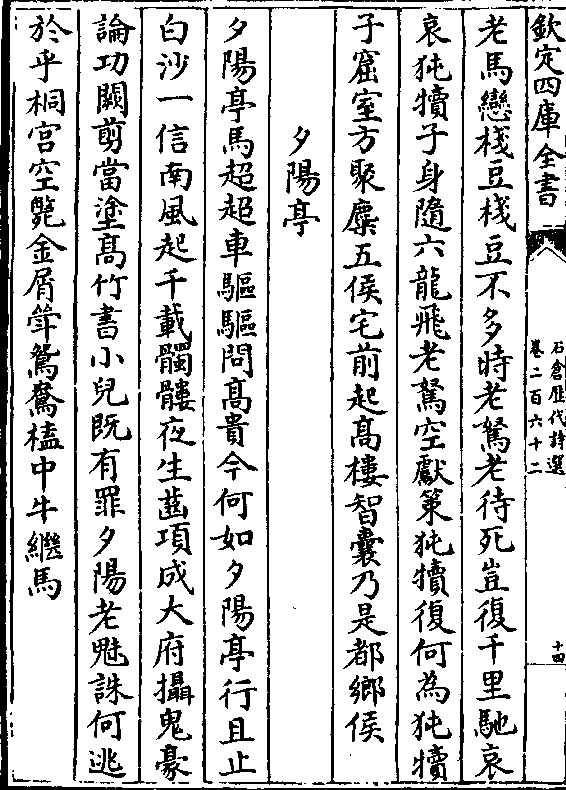 欽定四庫全書
石倉歷代詩選
卷二百六十二
十四
老馬戀棧豆棧豆不多時老駑老待死豈復千里馳哀
哀㹠犢子身隨六龍飛老駑空獻策㹠犢復何為㹠犢
子窟室方聚麋五侯宅前起高樓智囊乃是都鄉侯
夕陽亭
夕陽亭馬超超車驅驅問髙貴今何如夕陽亭行且止
白沙一信南風起千載髑髏夜生齒項成大府攝鬼豪
論功闕剪當塗髙竹書小兒既有罪夕陽老魅誅何逃
於乎桐宫空甍金屑觧鴛鴦榼中牛繼馬